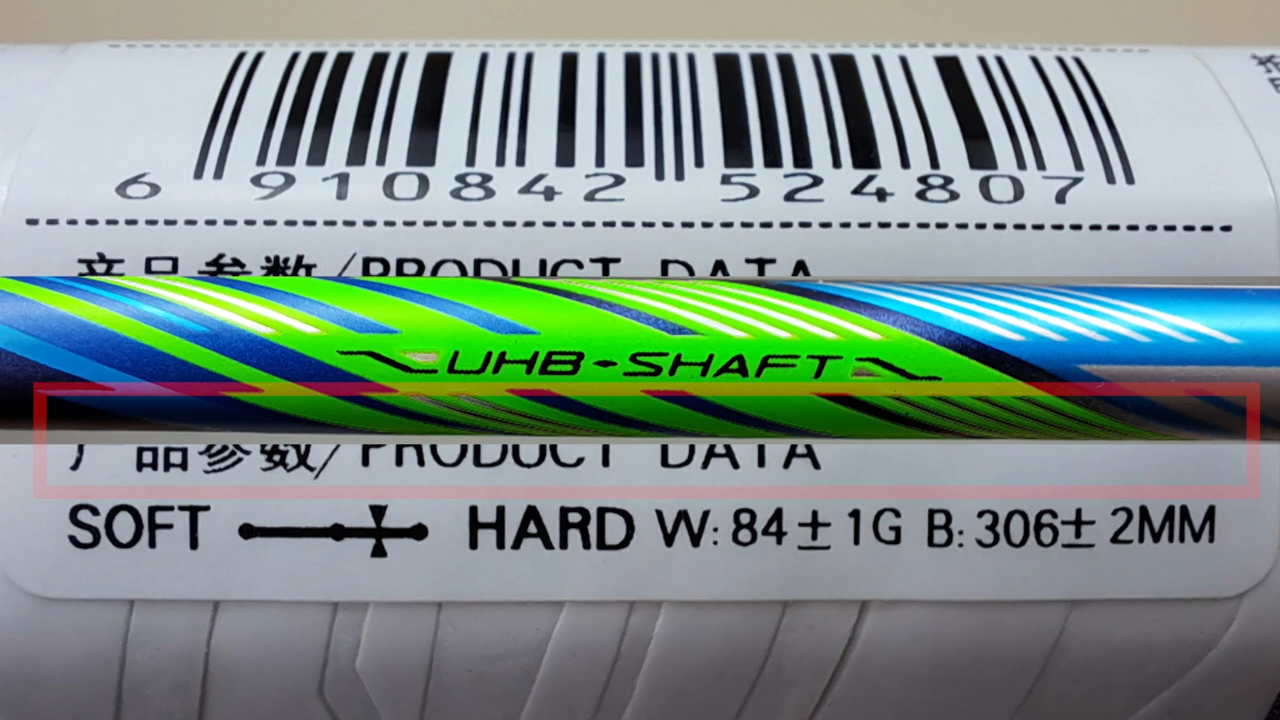 6 910842 524807
产品参数/PRODUCT DATA
UHB-SHAFT
产品参数/PRODUCT DATA
SOFT HARD W: 84±1G B: 306±2MM